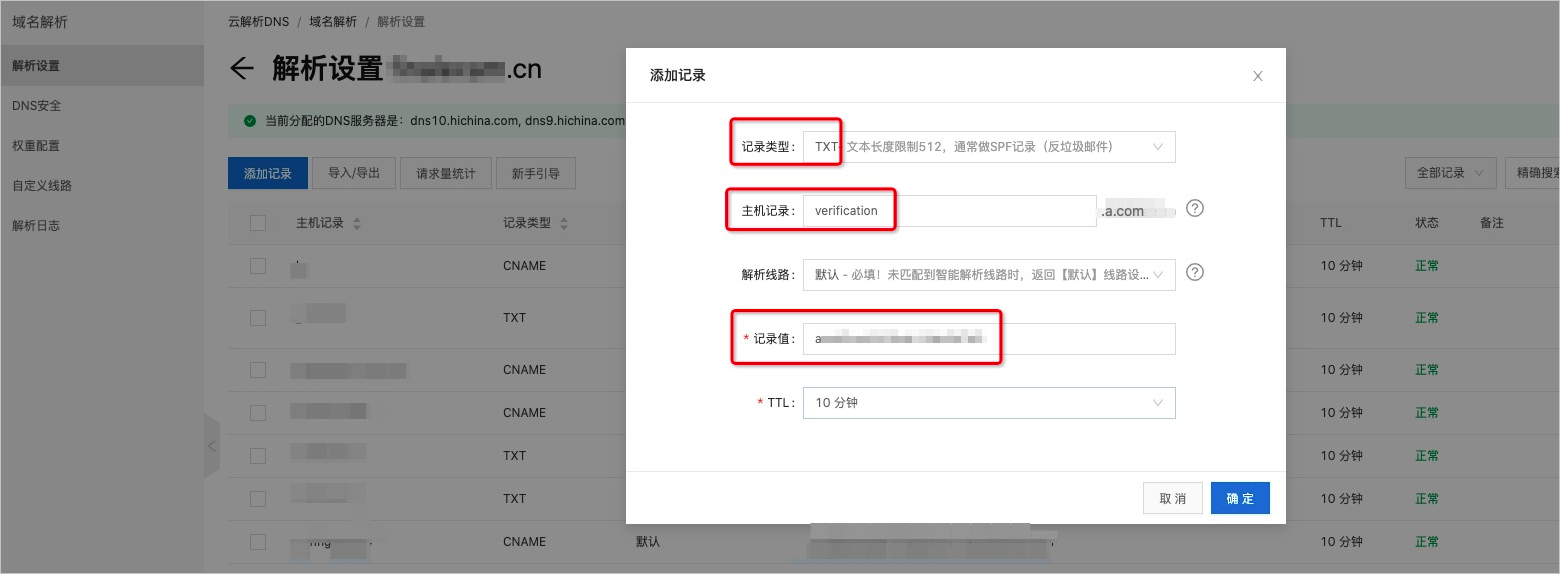 域名解析
解析设置
DNS安全
权重配置
自定义线路
解析日志
云解析DNS / 域名解析 / 解析设置
解析设置 .cn
当前分配的DNS服务器是：dns10.hichina.com, dns9.hichina.com
添加记录 导入/导出 请求量统计 新手引导 全部记录 精确搜索
主机记录 记录类型 TTL 状态 备注
CNAME 10 分钟 正常
TXT 10 分钟 正常
CNAME 10 分钟 正常
CNAME 10 分钟 正常
TXT 10 分钟 正常
TXT 10 分钟 正常
CNAME 默认 10 分钟 正常
添加记录
记录类型： TXT- 文本长度限制512，通常做SPF记录（反垃圾邮件）
主机记录： verification .a.com
解析线路： 默认 - 必填！未匹配到智能解析线路时，返回【默认】线路设...
* 记录值： a
* TTL： 10 分钟
取 消 确 定